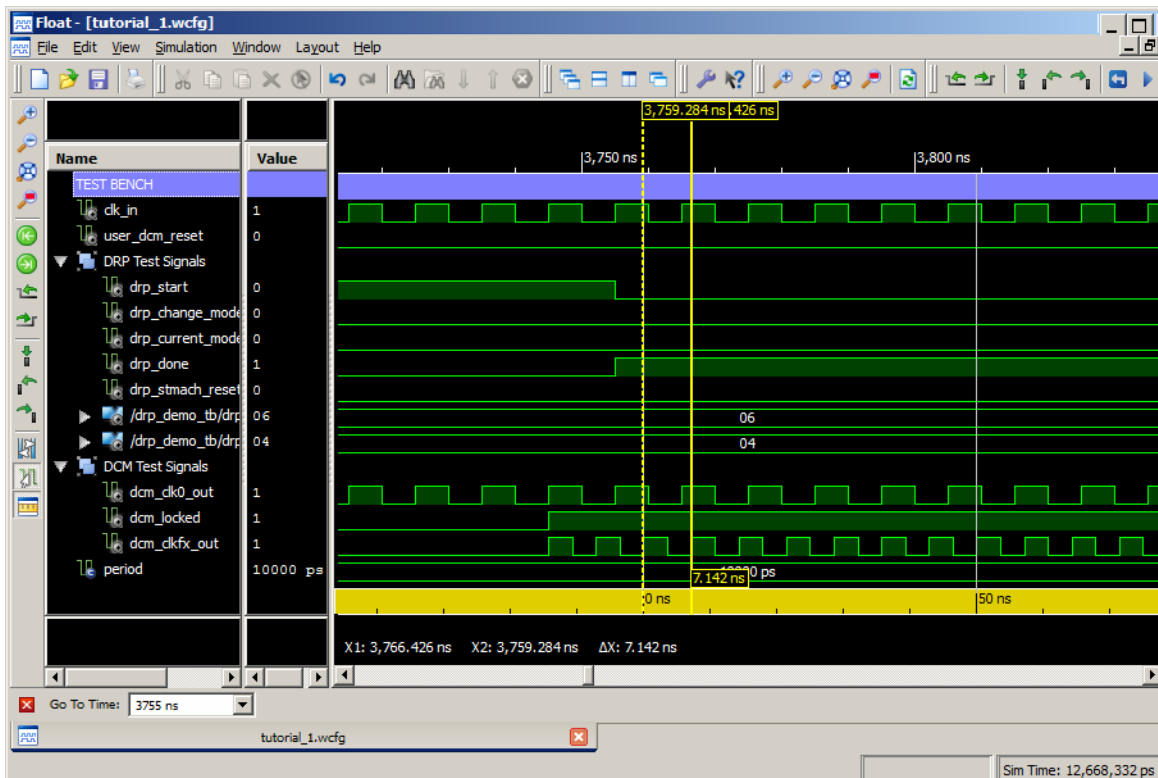 Float - [tutorial_1.wcfg]
File Edit View Simulation Window Layout Help
3,759.284 ns .426 ns
Name Value 3,750 ns 3,800 ns
TEST BENCH
clk_in 1
user_dcm_reset 0
DRP Test Signals
drp_start 0
drp_change_mode 0
drp_current_mode 0
drp_done 1
drp_stmach_reset 0
/drp_demo_tb/drp 06 06
/drp_demo_tb/drp 04 04
DCM Test Signals
dcm_clk0_out 1
dcm_locked 1
dcm_clkfx_out 1
period 10000 ps ps
7.142 ns
0 ns 50 ns
X1: 3,766.426 ns X2: 3,759.284 ns ΔX: 7.142 ns
Go To Time: 3755 ns
tutorial_1.wcfg
Sim Time: 12,668,332 ps